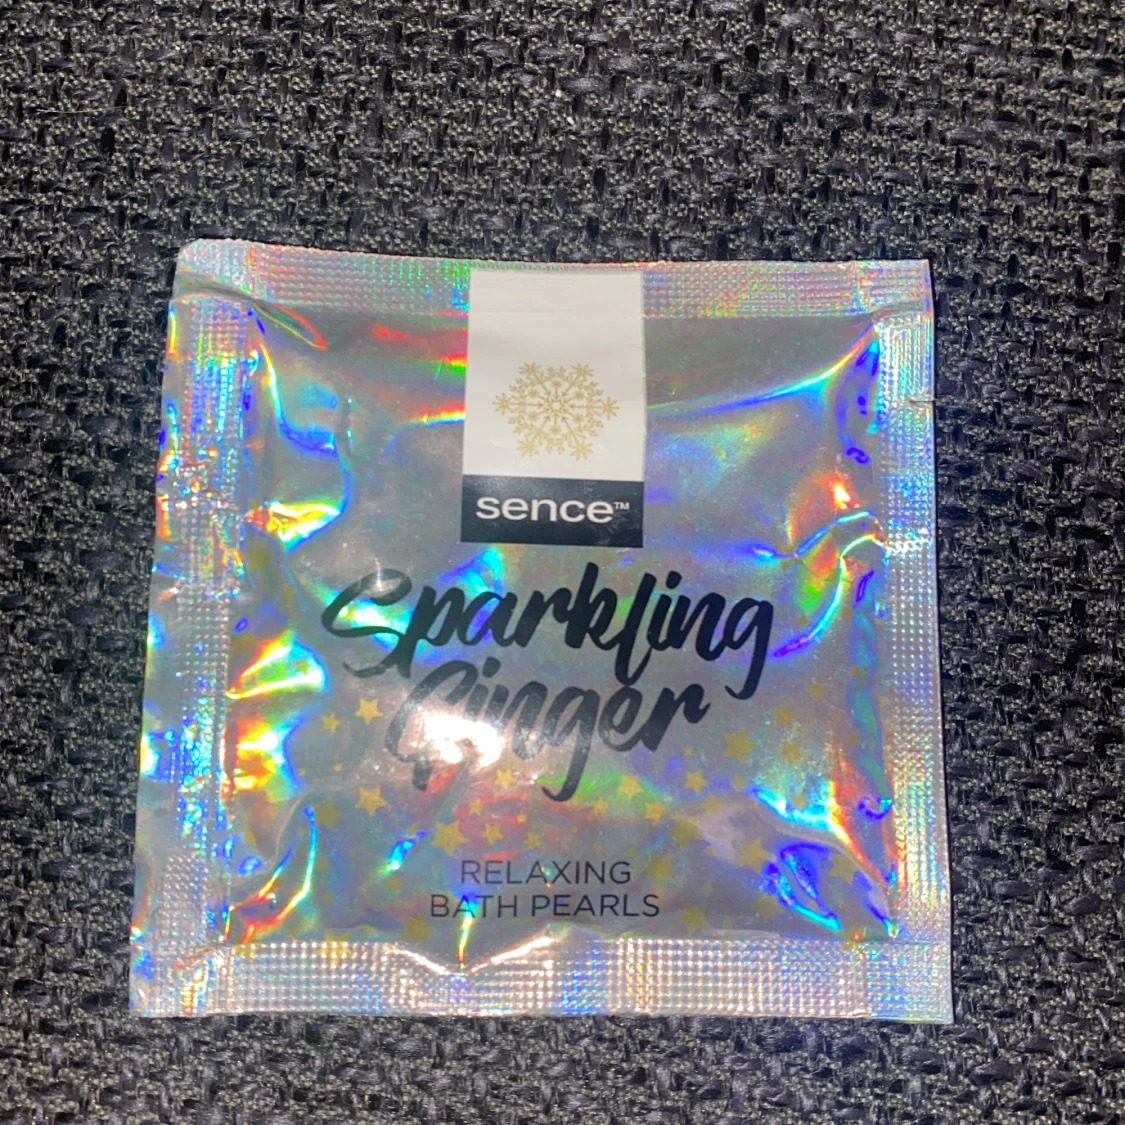 sence™
Sparkling
Ginger
RELAXING
BATH PEARLS